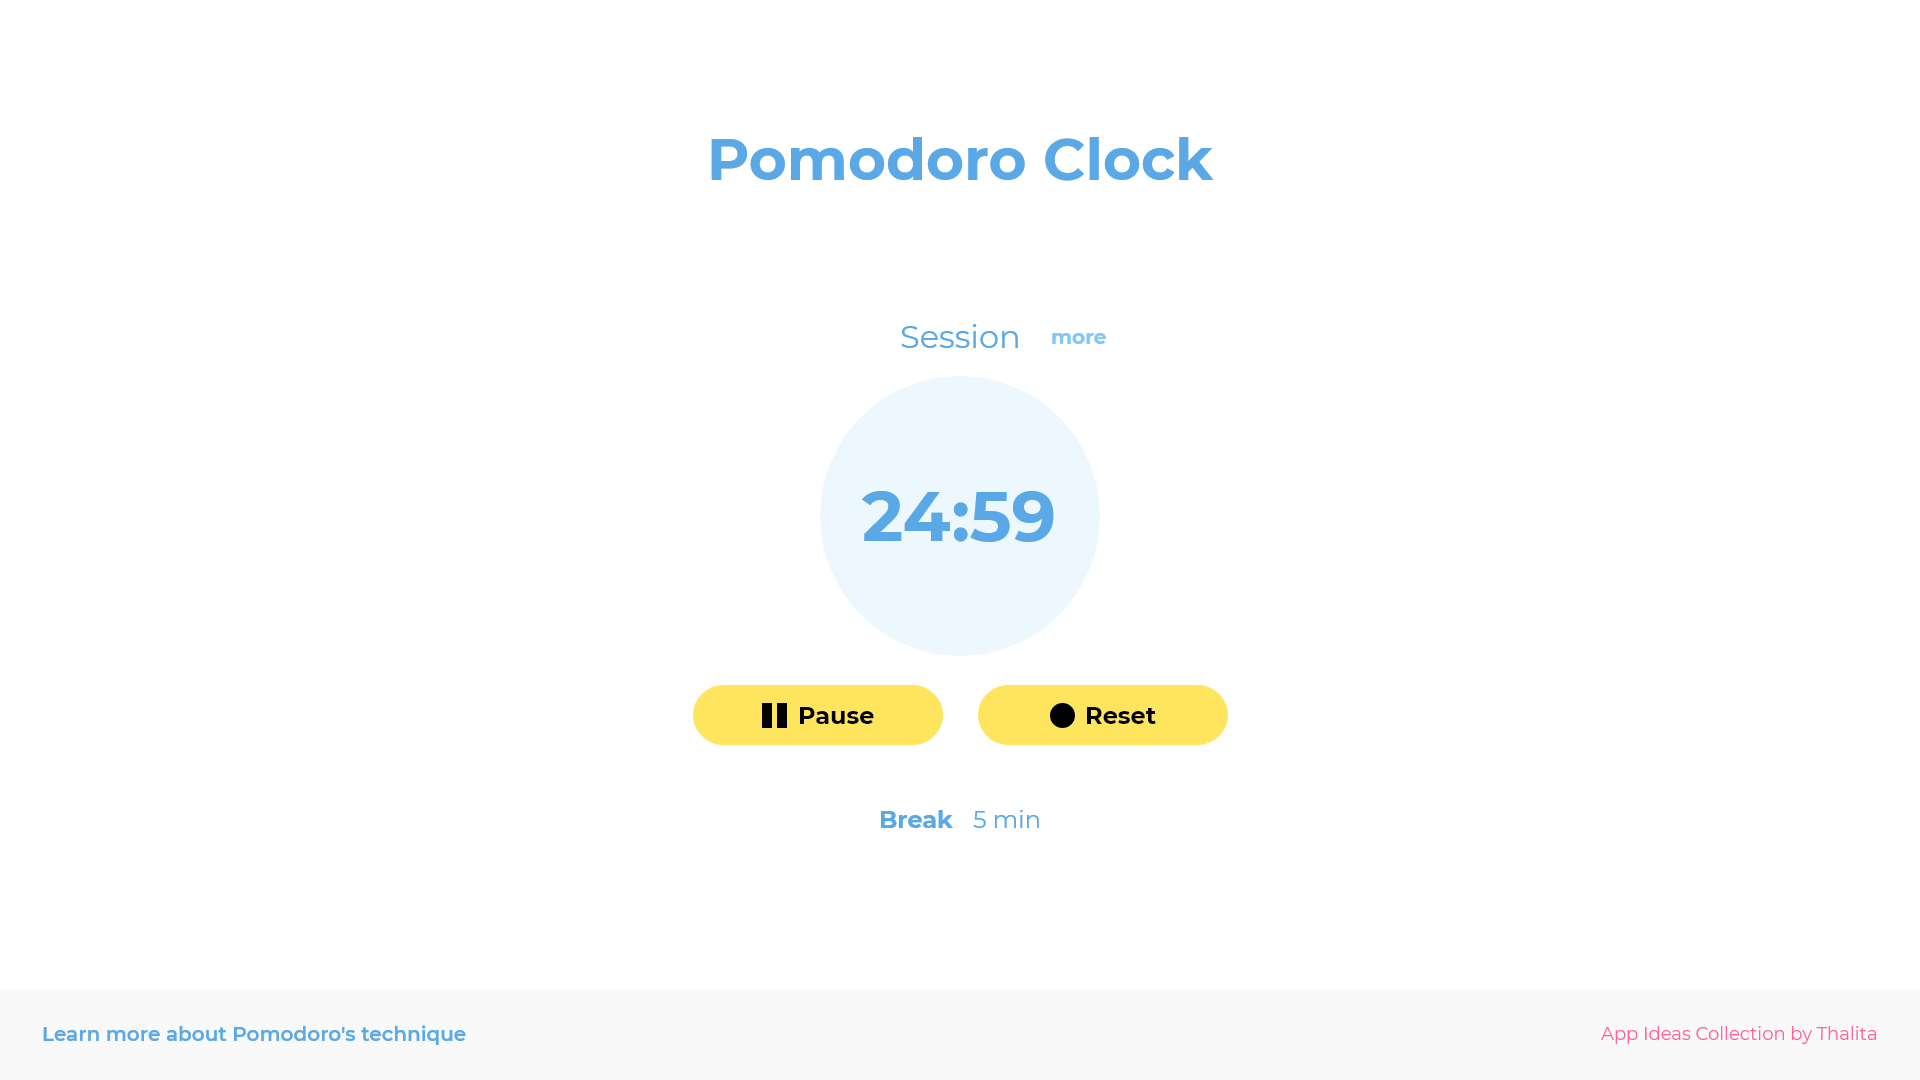 Pomodoro Clock
Session more
24:59
Pause Reset
Break 5 min
Learn more about Pomodoro's technique
App Ideas Collection by Thalita